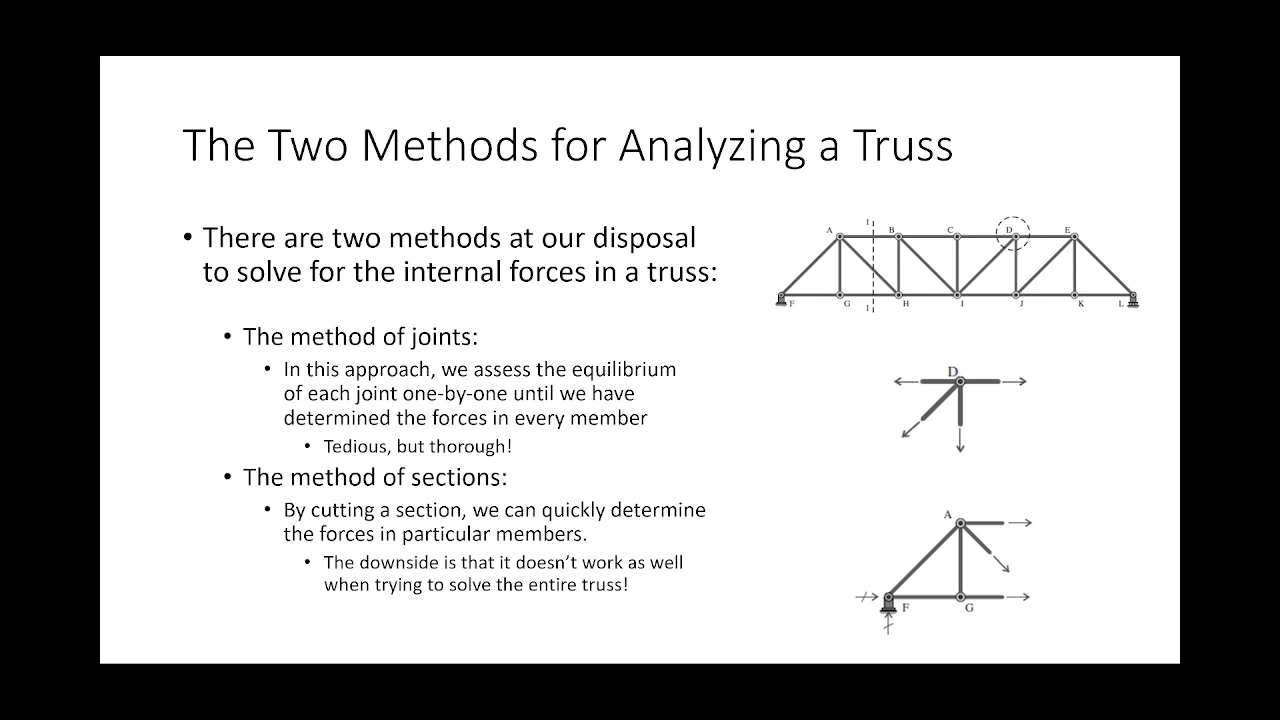 The Two Methods for Analyzing a Truss
• There are two methods at our disposal
to solve for the internal forces in a truss:
• The method of joints:
• In this approach, we assess the equilibrium
of each joint one-by-one until we have
determined the forces in every member
• Tedious, but thorough!
• The method of sections:
• By cutting a section, we can quickly determine
the forces in particular members.
• The downside is that it doesn’t work as well
when trying to solve the entire truss!
1
A B C D E
F G H I J K L
1
D
A
F G